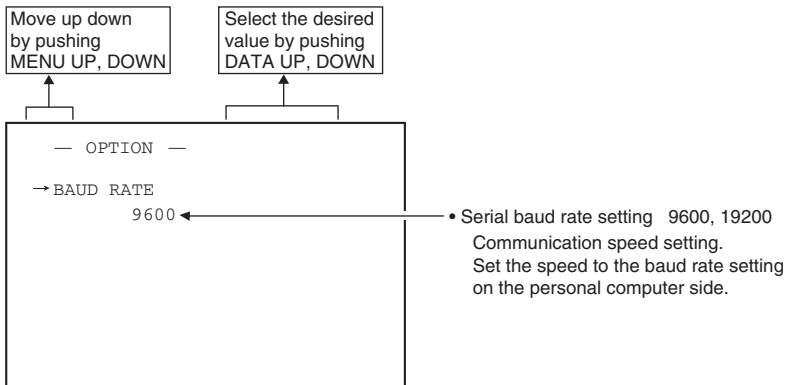 Move up down
by pushing
MENU UP, DOWN
Select the desired
value by pushing
DATA UP, DOWN
— OPTION —
→BAUD RATE
9600
• Serial baud rate setting 9600, 19200
Communication speed setting.
Set the speed to the baud rate setting
on the personal computer side.